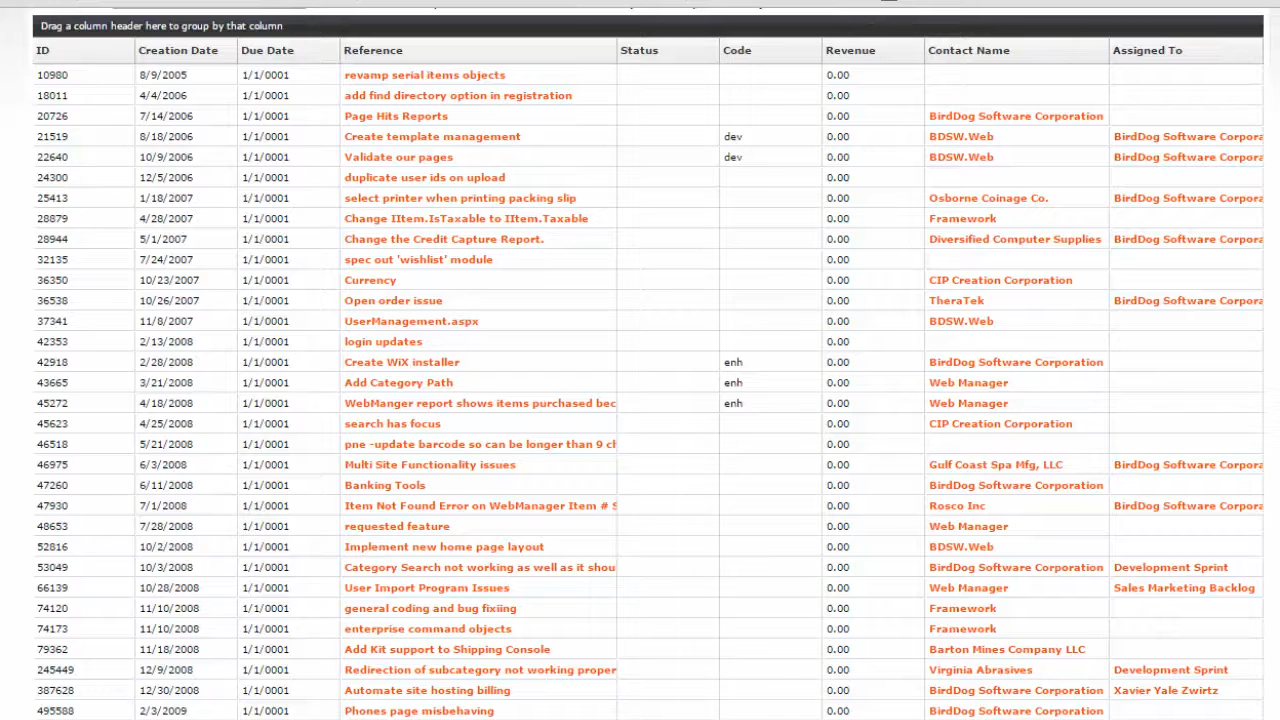 Drag a column header here to group by that column
ID Creation Date Due Date Reference Status Code Revenue Contact Name Assigned To
10980 8/9/2005 1/1/0001 revamp serial items objects 0.00
18011 4/4/2006 1/1/0001 add find directory option in registration 0.00
20726 7/14/2006 1/1/0001 Page Hits Reports 0.00 BirdDog Software Corporation
21519 8/18/2006 1/1/0001 Create template management dev 0.00 BDSW.Web BirdDog Software Corpora
22640 10/9/2006 1/1/0001 Validate our pages dev 0.00 BDSW.Web BirdDog Software Corpora
24300 12/5/2006 1/1/0001 duplicate user ids on upload 0.00
25413 1/18/2007 1/1/0001 select printer when printing packing slip 0.00 Osborne Coinage Co. BirdDog Software Corpora
28879 4/28/2007 1/1/0001 Change IItem.IsTaxable to IItem.Taxable 0.00 Framework
28944 5/1/2007 1/1/0001 Change the Credit Capture Report. 0.00 Diversified Computer Supplies BirdDog Software Corpora
32135 7/24/2007 1/1/0001 spec out 'wishlist' module 0.00
36350 10/23/2007 1/1/0001 Currency 0.00 CIP Creation Corporation
36538 10/26/2007 1/1/0001 Open order issue 0.00 TheraTek BirdDog Software Corpora
37341 11/8/2007 1/1/0001 UserManagement.aspx 0.00 BDSW.Web
42353 2/13/2008 1/1/0001 login updates 0.00
42918 2/28/2008 1/1/0001 Create WiX installer enh 0.00 BirdDog Software Corporation
43665 3/21/2008 1/1/0001 Add Category Path enh 0.00 Web Manager
45272 4/18/2008 1/1/0001 WebManger report shows items purchased bec enh 0.00 Web Manager
45623 4/25/2008 1/1/0001 search has focus 0.00 CIP Creation Corporation
46518 5/21/2008 1/1/0001 pne -update barcode so can be longer than 9 ch 0.00
46975 6/3/2008 1/1/0001 Multi Site Functionality issues 0.00 Gulf Coast Spa Mfg, LLC BirdDog Software Corpora
47260 6/11/2008 1/1/0001 Banking Tools 0.00 BirdDog Software Corporation
47930 7/1/2008 1/1/0001 Item Not Found Error on WebManager Item # S 0.00 Rosco Inc BirdDog Software Corpora
48653 7/28/2008 1/1/0001 requested feature 0.00 Web Manager
52816 10/2/2008 1/1/0001 Implement new home page layout 0.00 BDSW.Web
53049 10/3/2008 1/1/0001 Category Search not working as well as it shou 0.00 BirdDog Software Corporation Development Sprint
66139 10/28/2008 1/1/0001 User Import Program Issues 0.00 Web Manager Sales Marketing Backlog
74120 11/10/2008 1/1/0001 general coding and bug fixiing 0.00 Framework
74173 11/10/2008 1/1/0001 enterprise command objects 0.00 Framework
79362 11/18/2008 1/1/0001 Add Kit support to Shipping Console 0.00 Barton Mines Company LLC
245449 12/9/2008 1/1/0001 Redirection of subcategory not working proper 0.00 Virginia Abrasives Development Sprint
387628 12/30/2008 1/1/0001 Automate site hosting billing 0.00 BirdDog Software Corporation Xavier Yale Zwirtz
495588 2/3/2009 1/1/0001 Phones page misbehaving 0.00 BirdDog Software Corporation